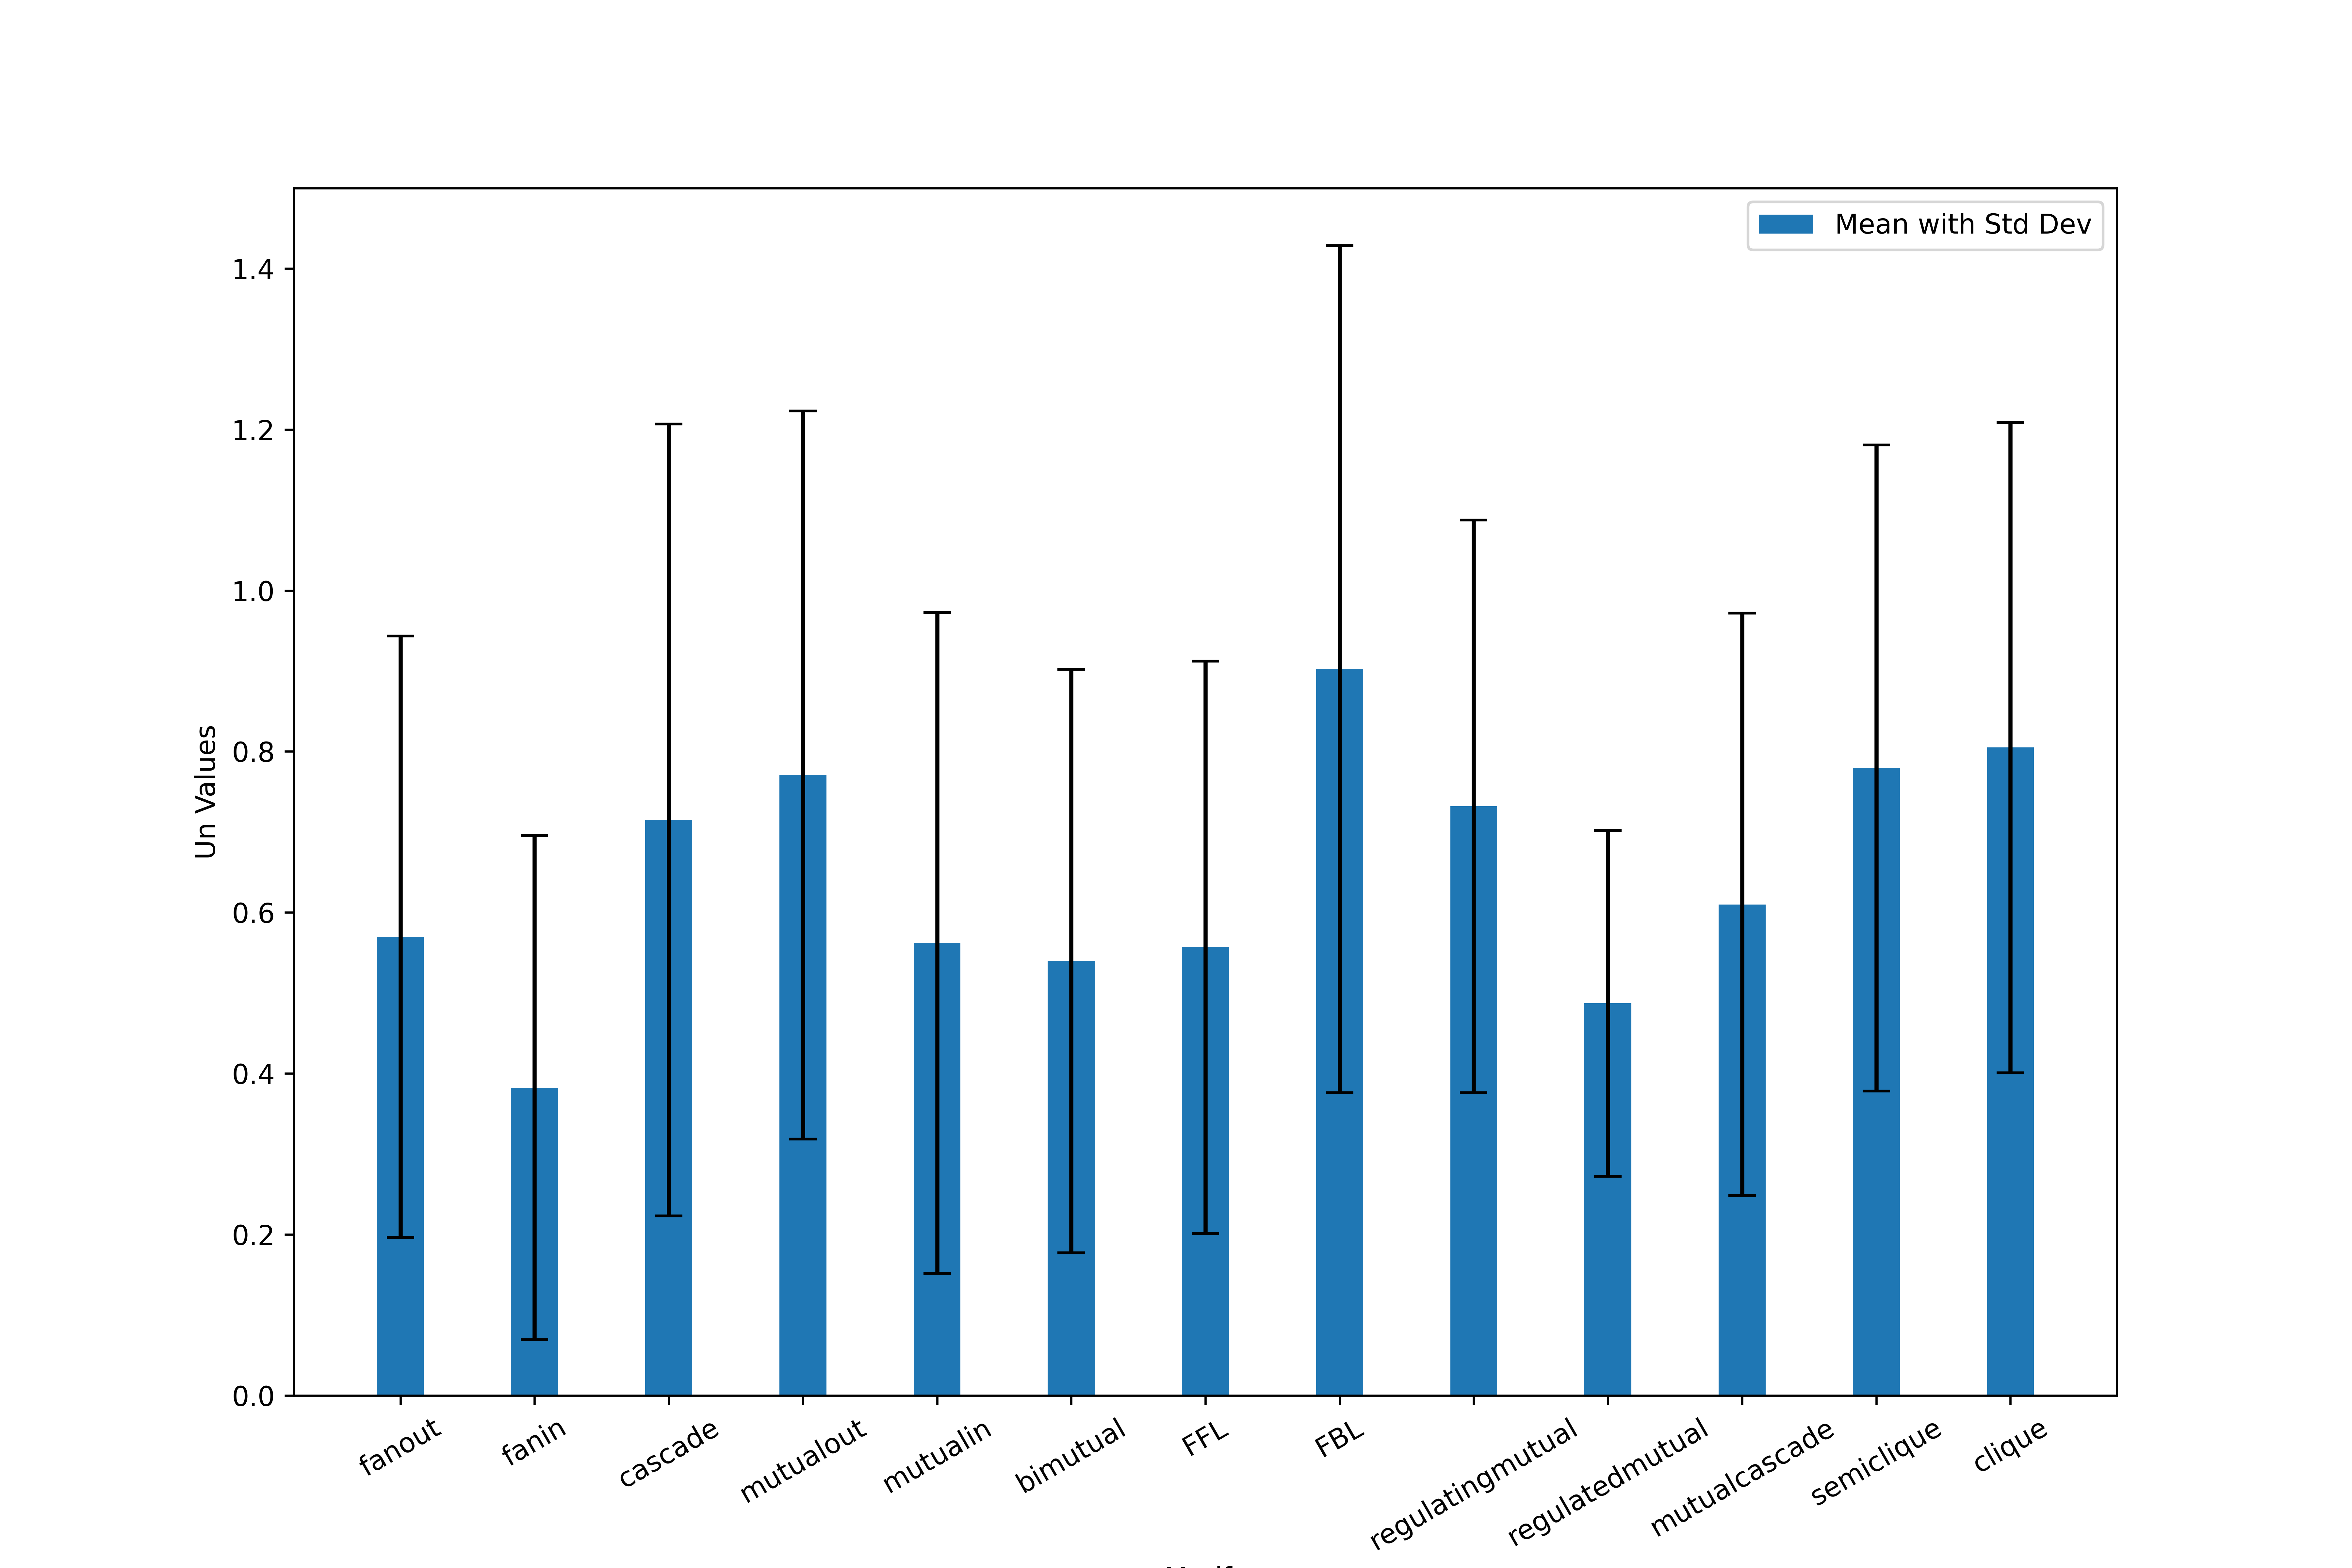 Mean with Std Dev
1.4
1.2
1.0
0.8
0.6
0.4
0.2
0.0
Un Values
fanout
fanin
cascade
mutualout
mutualin
bimutual
FFL
FBL
regulatingmutual
regulatedmutual
mutualcascade
semiclique
clique